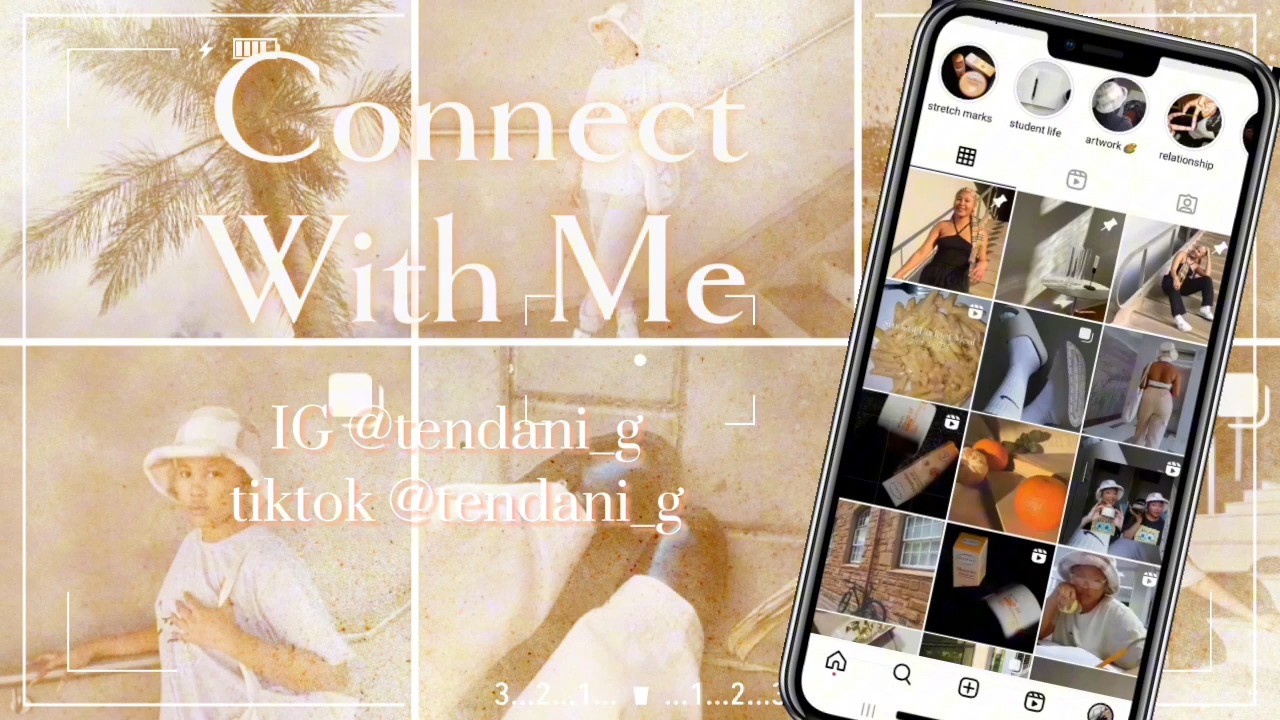 Connect
With Me
IG @tendani_g
tiktok @tendani_g
3...2...1... ...1...2...3
stretch marks
student life
artwork 🎨
relationship